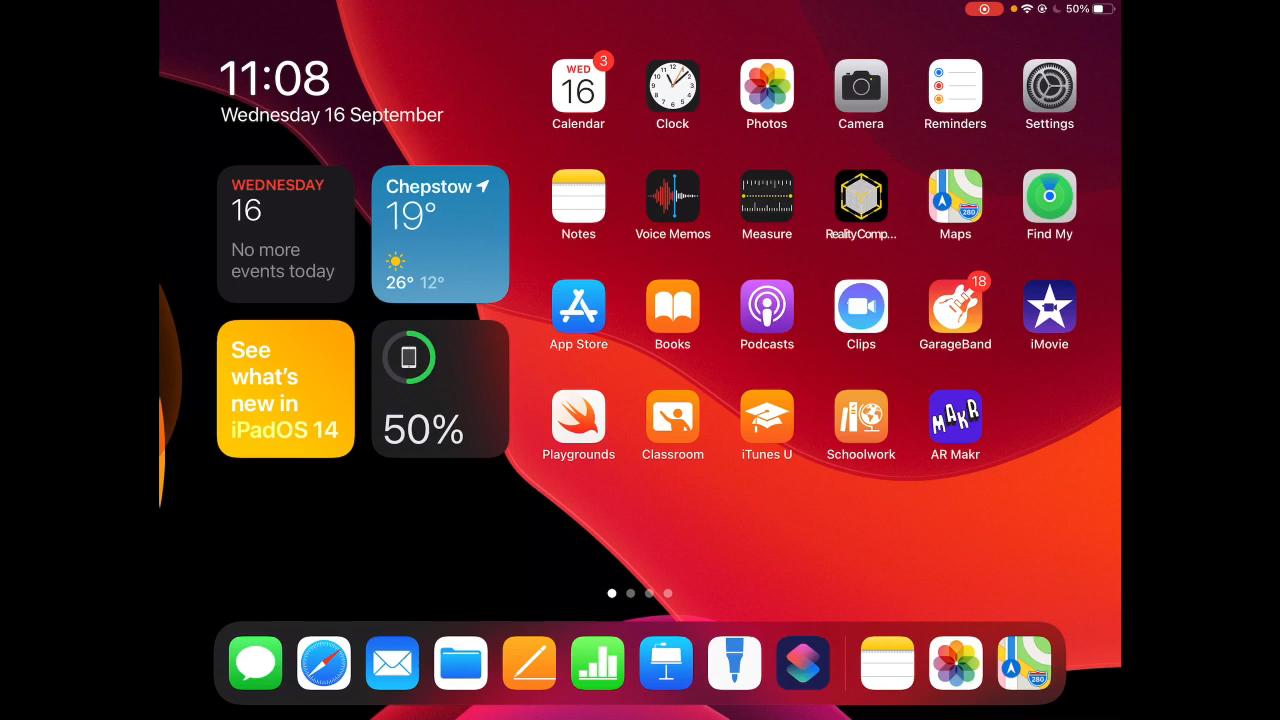 50%
11:08
Wednesday 16 September
WEDNESDAY
16
No more
events today
Chepstow
19°
26° 12°
See
what's
new in
iPadOS 14
50%
3
WED
16
Calendar
Clock
Photos
Camera
Reminders
Settings
Notes
Voice Memos
Measure
RealityComp...
280
Maps
Find My
App Store
Books
Podcasts
Clips
18
GarageBand
iMovie
Playgrounds
Classroom
iTunes U
Schoolwork
MAKR
AR Makr
280